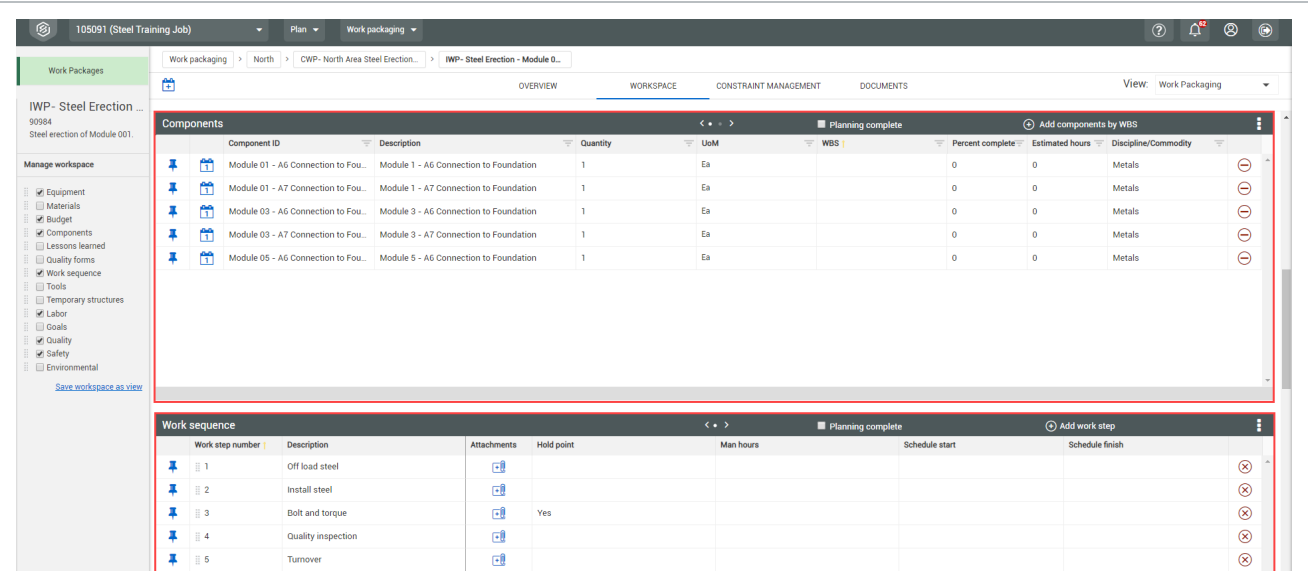 105091 (Steel Training Job) Plan Work packaging ? 62
Work Packages
Work packaging > North > CWP- North Area Steel Erection... > IWP- Steel Erection - Module 0...
OVERVIEW WORKSPACE CONSTRAINT MANAGEMENT DOCUMENTS View: Work Packaging
IWP- Steel Erection ...
90984
Steel erection of Module 001.
Manage workspace
Equipment
Materials
Budget
Components
Lessons learned
Quality forms
Work sequence
Tools
Temporary structures
Labor
Goals
Quality
Safety
Environmental
Save workspace as view
Components Planning complete Add components by WBS
Component ID Description Quantity UoM WBS Percent complete Estimated hours Discipline/Commodity
1 Module 01 - A6 Connection to Fou... Module 1 - A6 Connection to Foundation 1 Ea 0 0 Metals
1 Module 01 - A7 Connection to Fou... Module 1 - A7 Connection to Foundation 1 Ea 0 0 Metals
1 Module 03 - A6 Connection to Fou... Module 3 - A6 Connection to Foundation 1 Ea 0 0 Metals
1 Module 03 - A7 Connection to Fou... Module 3 - A7 Connection to Foundation 1 Ea 0 0 Metals
1 Module 05 - A6 Connection to Fou... Module 5 - A6 Connection to Foundation 1 Ea 0 0 Metals
Work sequence Planning complete Add work step
Work step number Description Attachments Hold point Man hours Schedule start Schedule finish
1 Off load steel
2 Install steel
3 Bolt and torque Yes
4 Quality inspection
5 Turnover